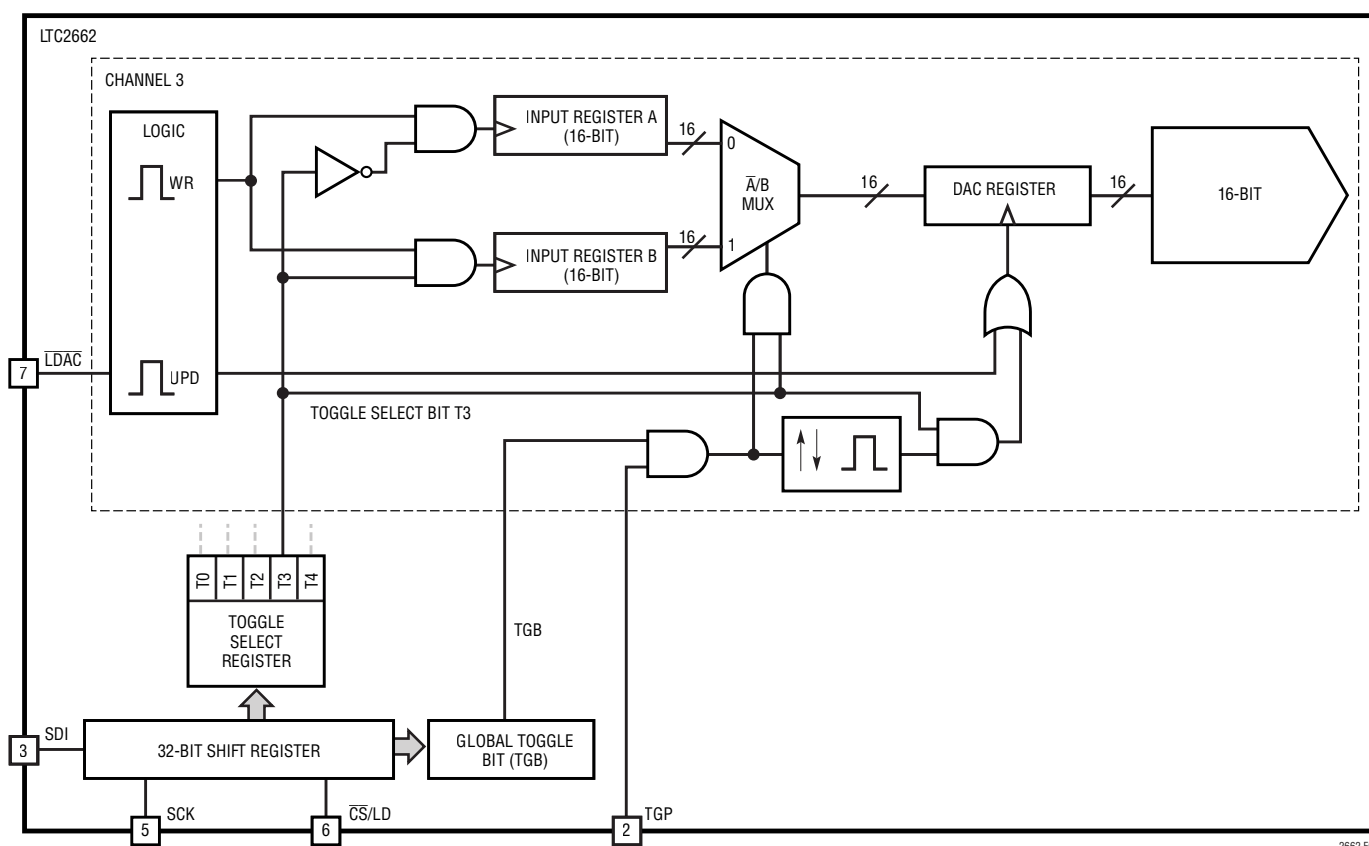 LTC2662
CHANNEL 3
LOGIC
WR
UPD
INPUT REGISTER A
(16-BIT)
16
0
INPUT REGISTER B
(16-BIT)
16
1
A̅/B
MUX
16
DAC REGISTER
16
16-BIT
7
L̅D̅A̅C̅
TOGGLE SELECT BIT T3
T0
T1
T2
T3
T4
TOGGLE
SELECT
REGISTER
TGB
3
SDI
32-BIT SHIFT REGISTER
GLOBAL TOGGLE
BIT (TGB)
5
SCK
6
C̅S̅/LD
2
TGP